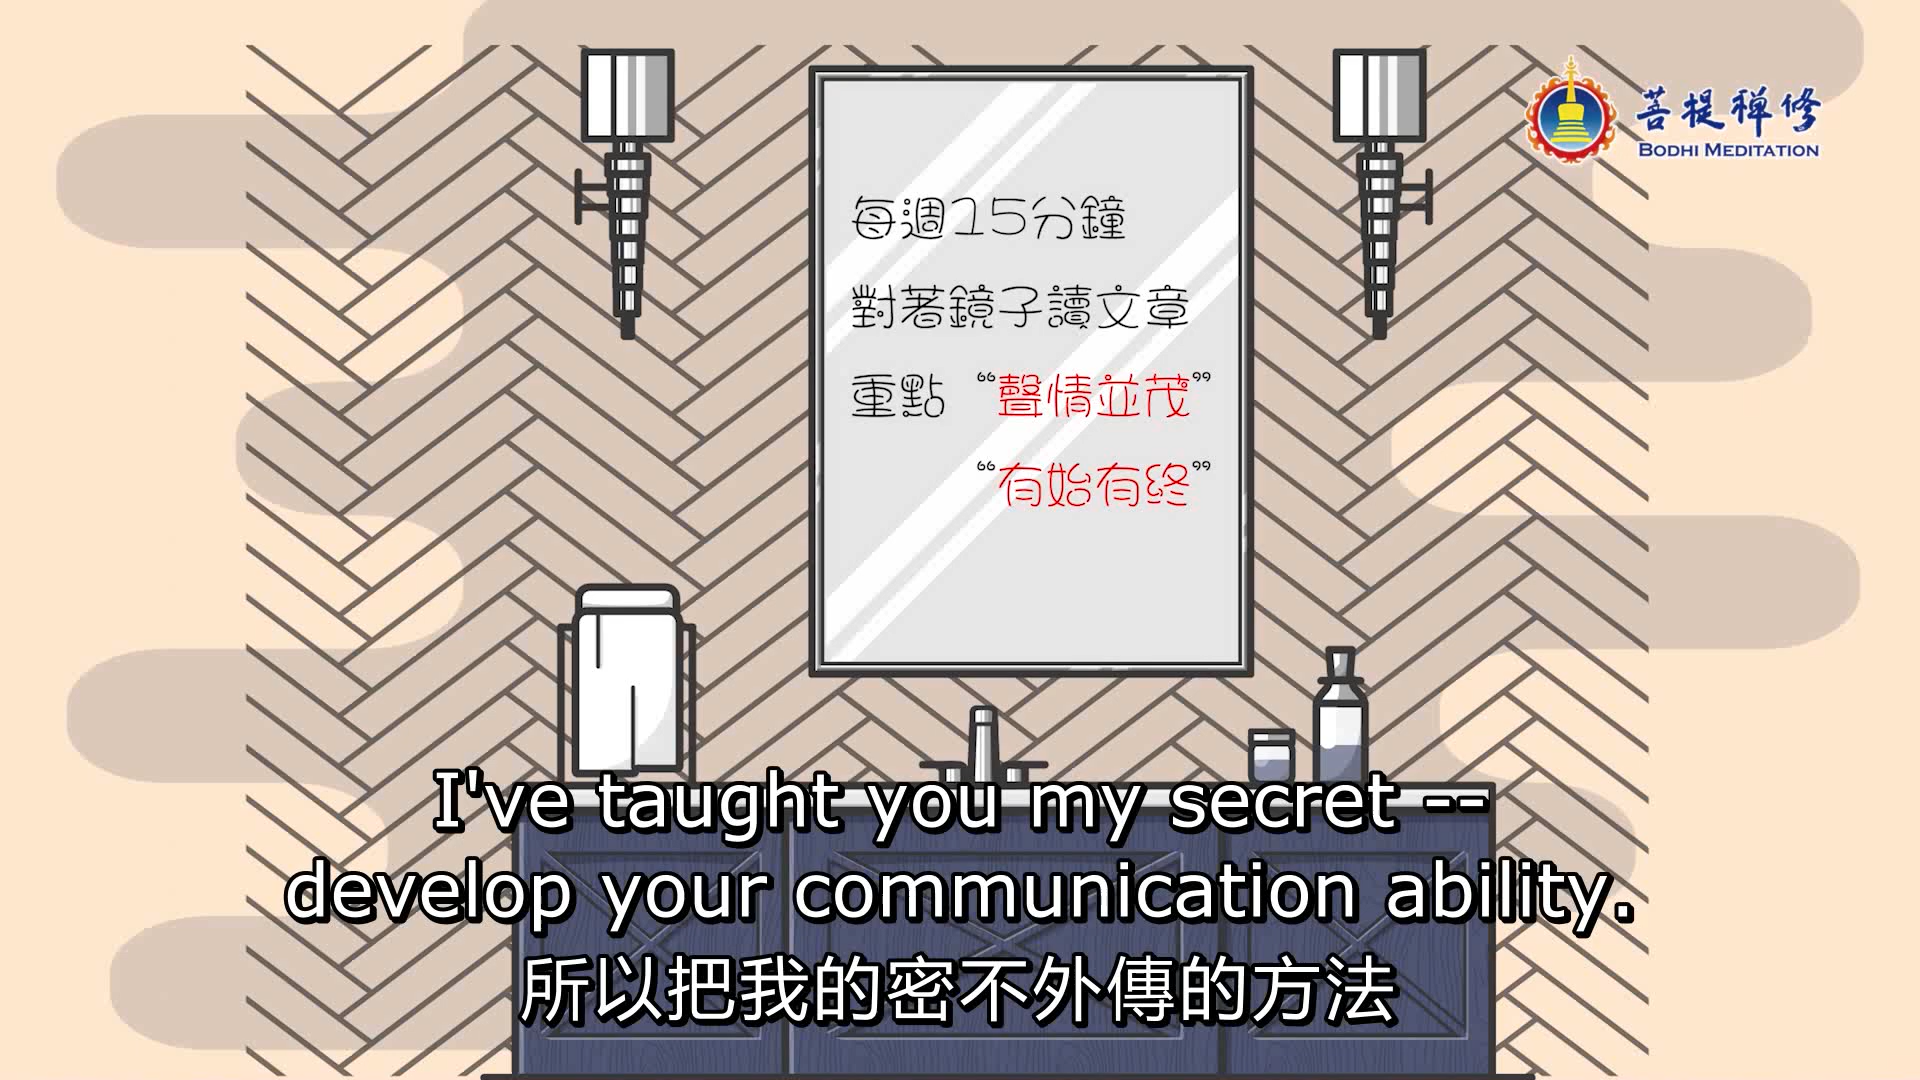 菩提禪修
BODHI MEDITATION
每週15分鐘
對著鏡子讀文章
重點 “聲情並茂”
“有始有終”
I've taught you my secret --
develop your communication ability.
所以把我的密不外傳的方法